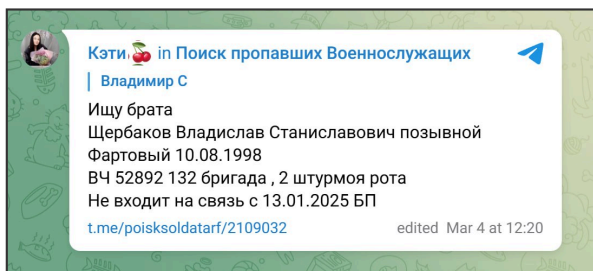 Кэти🍒 in Поиск пропавших Военнослужащих
Владимир С
Ищу брата
Щербаков Владислав Станиславович позывной
Фартовый 10.08.1998
ВЧ 52892 132 бригада , 2 штурмоя рота
Не входит на связь с 13.01.2025 БП
t.me/poisksoldatarf/2109032 edited Mar 4 at 12:20